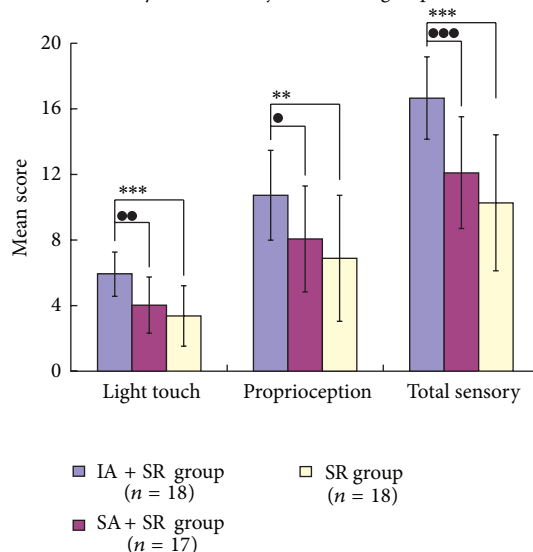 20
16
12
8
4
0
Mean score
***
●●
**
●
***
●●●
Light touch
Proprioception
Total sensory
IA + SR group
(n = 18)
SA + SR group
(n = 17)
SR group
(n = 18)